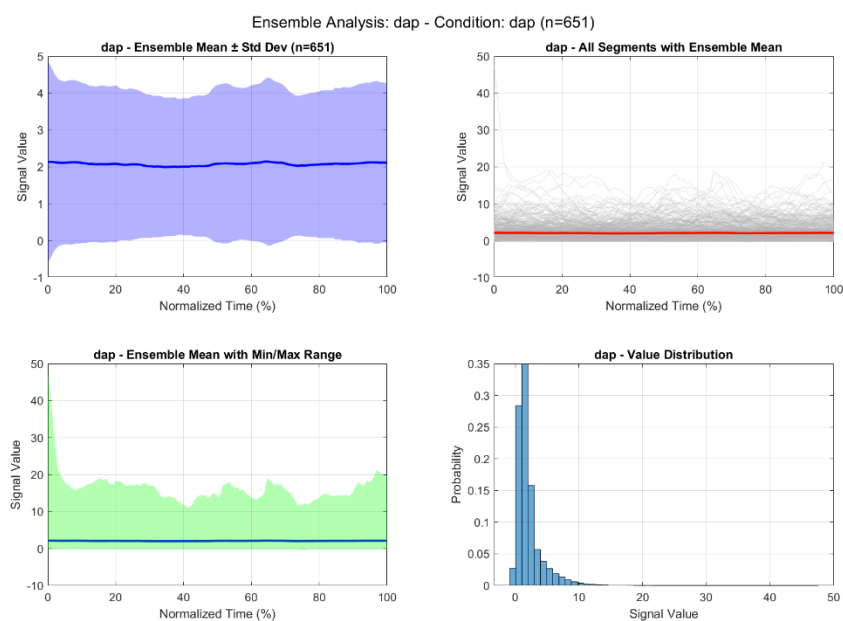 Ensemble Analysis: dap - Condition: dap (n=651)
dap - Ensemble Mean ± Std Dev (n=651)
5
4
3
2
1
0
-1
Signal Value
0 20 40 60 80 100
Normalized Time (%)
dap - All Segments with Ensemble Mean
50
40
30
20
10
0
-10
Signal Value
0 20 40 60 80 100
Normalized Time (%)
dap - Ensemble Mean with Min/Max Range
50
40
30
20
10
0
-10
Signal Value
0 20 40 60 80 100
Normalized Time (%)
dap - Value Distribution
0.35
0.3
0.25
0.2
0.15
0.1
0.05
0
Probability
0 10 20 30 40 50
Signal Value